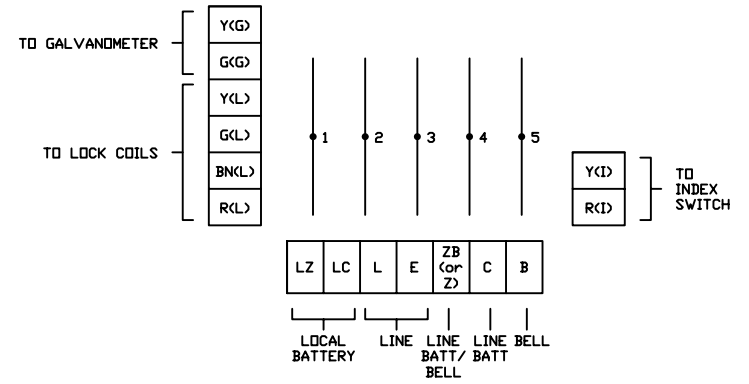 TO GALVANOMETER
Y(G)
G(G)
TO LOCK COILS
Y(L)
G(L)
BN(L)
R(L)
1 2 3 4 5
Y(I)
R(I)
TO
INDEX
SWITCH
LZ LC L E ZB (or Z) C B
LOCAL
BATTERY
LINE
LINE
BATT/
BELL
LINE
BATT
BELL